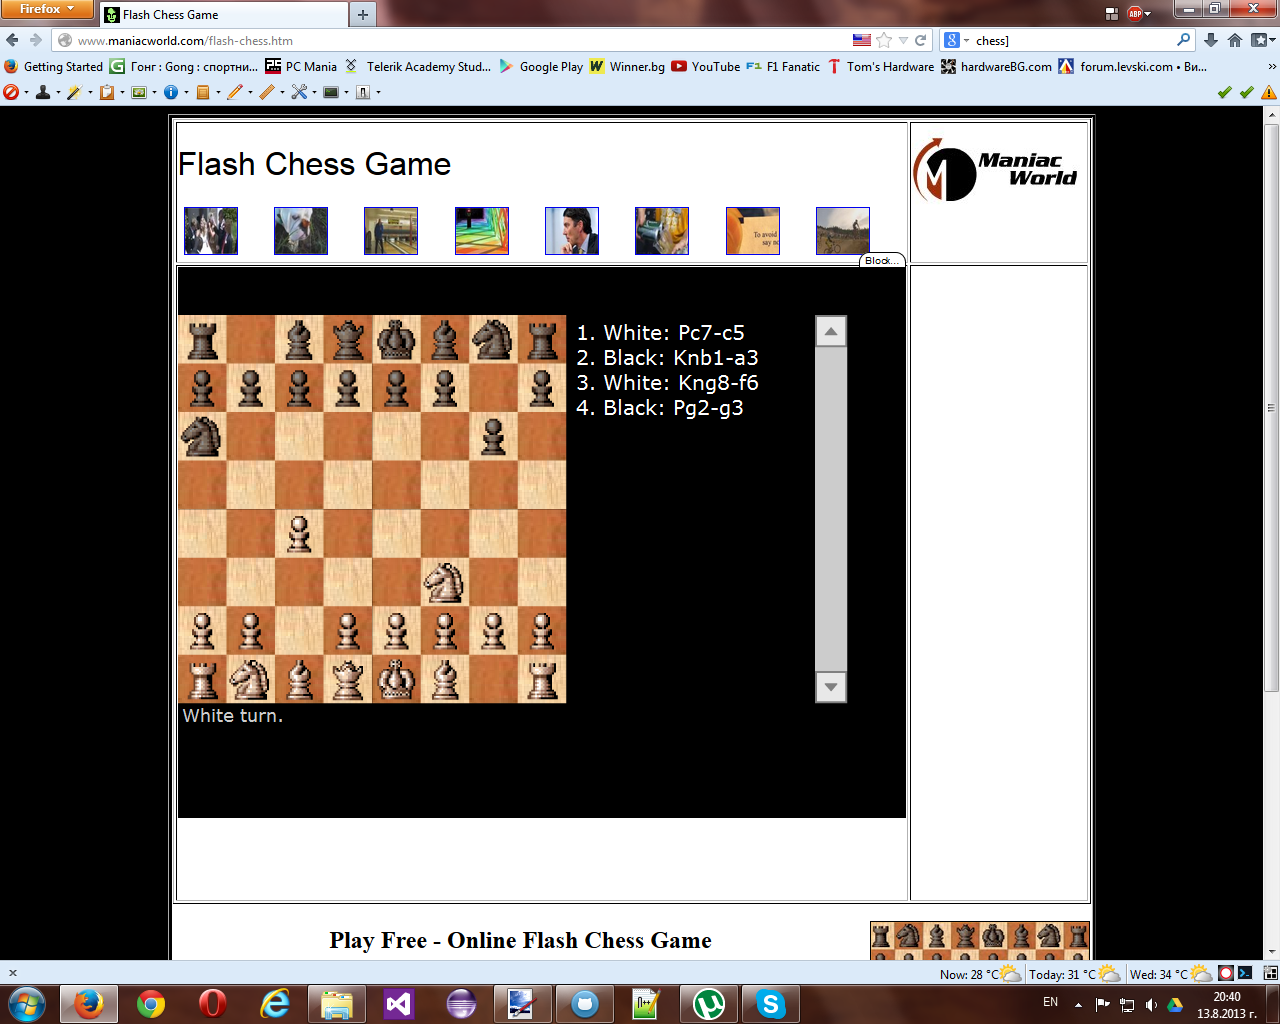 Firefox
Flash Chess Game
www.maniacworld.com/flash-chess.htm
chess]
Getting Started
Гонг : Gong : спортни...
PC Mania
Telerik Academy Stud...
Google Play
Winner.bg
YouTube
F1 Fanatic
Tom's Hardware
hardwareBG.com
forum.levski.com • Ви...
Flash Chess Game
Maniac
World
To avoid
Block...
1. White: Pc7-c5
2. Black: Knb1-a3
3. White: Kng8-f6
4. Black: Pg2-g3
White turn.
Play Free - Online Flash Chess Game
Now: 28 °C
Today: 31 °C
Wed: 34 °C
EN
20:40
13.8.2013 г.